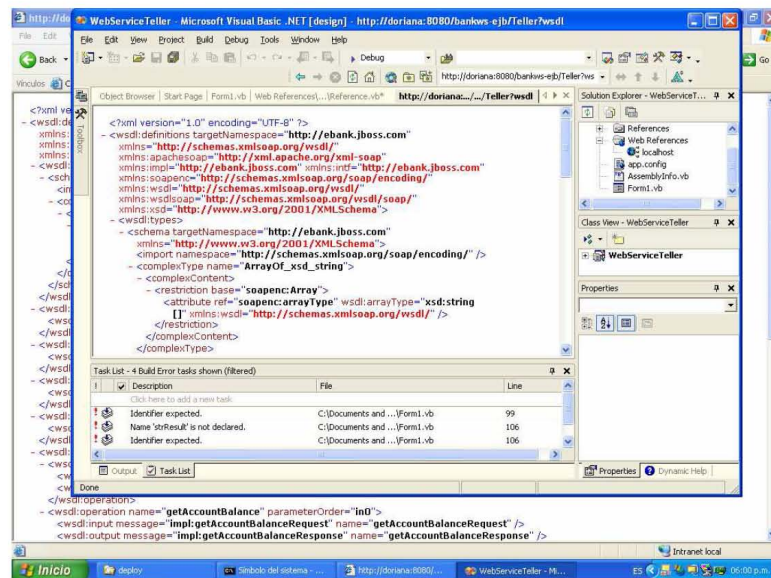 http://do
WebServiceTeller - Microsoft Visual Basic .NET [design] - http://doriana:8080/bankws-ejb/Teller?wsdl
File Edit
File Edit View Project Build Debug Tools Window Help
Back
Debug
Go
http://doriana:8080/bankws-ejb/Teller?ws
Vínculos
Object Browser Start Page Form1.vb Web References\...\Reference.vb* http://doriana:/.../Teller?wsdl
Solution Explorer - WebServiceT...
Toolbox
<?xml ve
<?xml version="1.0" encoding="UTF-8" ?>
- <wsdl:de
- <wsdl:definitions targetNamespace="http://ebank.jboss.com"
xmlns="http://schemas.xmlsoap.org/wsdl/"
xmlns:apachesoap="http://xml.apache.org/xml-soap"
xmlns:impl="http://ebank.jboss.com" xmlns:intf="http://ebank.jboss.com"
xmlns:soapenc="http://schemas.xmlsoap.org/soap/encoding/"
xmlns:wsdl="http://schemas.xmlsoap.org/wsdl/"
xmlns:wsdlsoap="http://schemas.xmlsoap.org/wsdl/soap/"
xmlns:xsd="http://www.w3.org/2001/XMLSchema">
- <wsdl:types>
- <schema targetNamespace="http://ebank.jboss.com"
xmlns="http://www.w3.org/2001/XMLSchema">
<import namespace="http://schemas.xmlsoap.org/soap/encoding/" />
- <complexType name="ArrayOf_xsd_string">
- <complexContent>
- <restriction base="soapenc:Array">
<attribute ref="soapenc:arrayType" wsdl:arrayType="xsd:string
[]" xmlns:wsdl="http://schemas.xmlsoap.org/wsdl/" />
</restriction>
</complexContent>
</complexType>
References
Web References
localhost
app.config
AssemblyInfo.vb
Form1.vb
Class View - WebServiceTeller
WebServiceTeller
Properties
Task List - 4 Build Error tasks shown (filtered)
! Description File Line
Click here to add a new task
! Identifier expected. C:\Documents and ...\Form1.vb 99
! Name 'strResult' is not declared. C:\Documents and ...\Form1.vb 106
! Identifier expected. C:\Documents and ...\Form1.vb 106
Output Task List
Properties Dynamic Help
Done
</wsdl:operation>
- <wsdl:operation name="getAccountBalance" parameterOrder="in0">
<wsdl:input message="impl:getAccountBalanceRequest" name="getAccountBalanceRequest" />
<wsdl:output message="impl:getAccountBalanceResponse" name="getAccountBalanceResponse" />
Intranet local
Inicio deploy Símbolo del sistema - ... http://doriana:8080/... WebServiceTeller - Mi... ES 06:00 p.m.